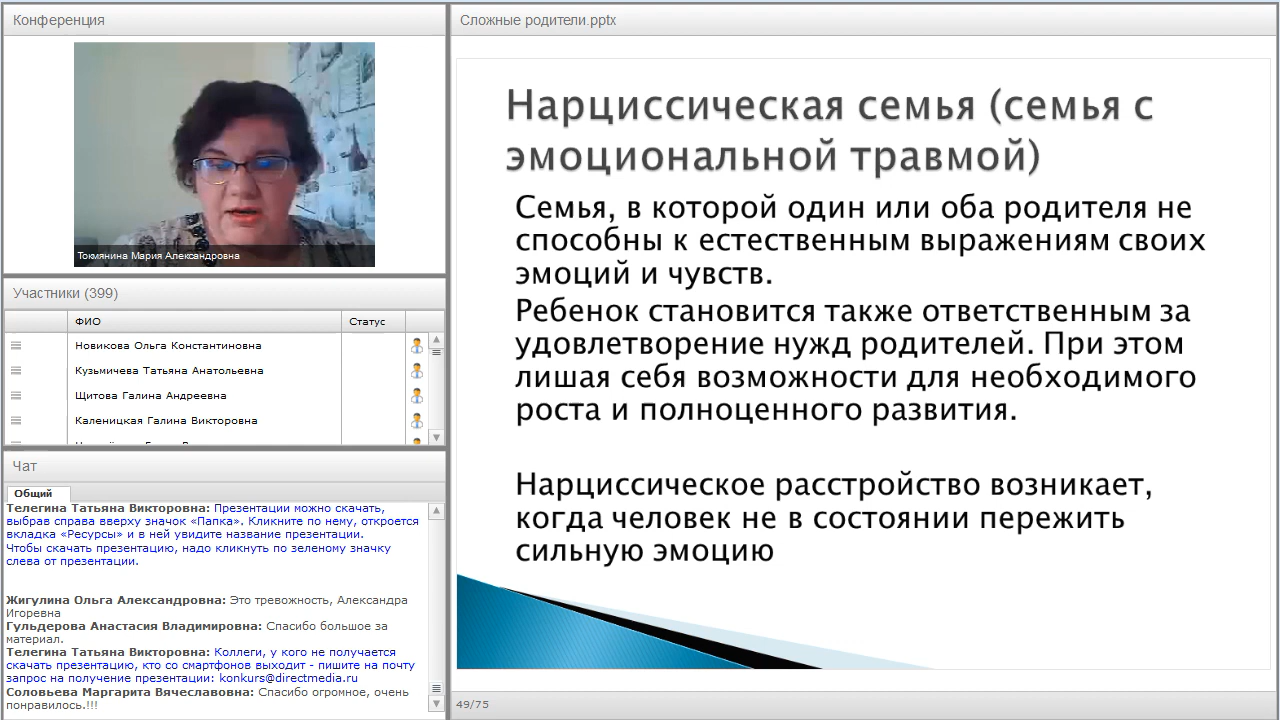 Конференция
Токмянина Мария Александровна
Участники (399)
ФИО Статус
Новикова Ольга Константиновна
Кузьмичева Татьяна Анатольевна
Щитова Галина Андреевна
Каленицкая Галина Викторовна
Чат
Общий
Телегина Татьяна Викторовна: Презентации можно скачать,
выбрав справа вверху значок «Папка». Кликните по нему, откроется
вкладка «Ресурсы» и в ней увидите название презентации.
Чтобы скачать презентацию, надо кликнуть по зеленому значку
слева от презентации.
Жигулина Ольга Александровна: Это тревожность, Александра
Игоревна
Гульдерова Анастасия Владимировна: Спасибо большое за
материал.
Телегина Татьяна Викторовна: Коллеги, у кого не получается
скачать презентацию, кто со смартфонов выходит - пишите на почту
запрос на получение презентации: konkurs@directmedia.ru
Соловьева Маргарита Вячеславовна: Спасибо огромное, очень
понравилось.!!!
Сложные родители.pptx
Нарциссическая семья (семья с
эмоциональной травмой)
Семья, в которой один или оба родителя не
способны к естественным выражениям своих
эмоций и чувств.
Ребенок становится также ответственным за
удовлетворение нужд родителей. При этом
лишая себя возможности для необходимого
роста и полноценного развития.
Нарциссическое расстройство возникает,
когда человек не в состоянии пережить
сильную эмоцию
49/75